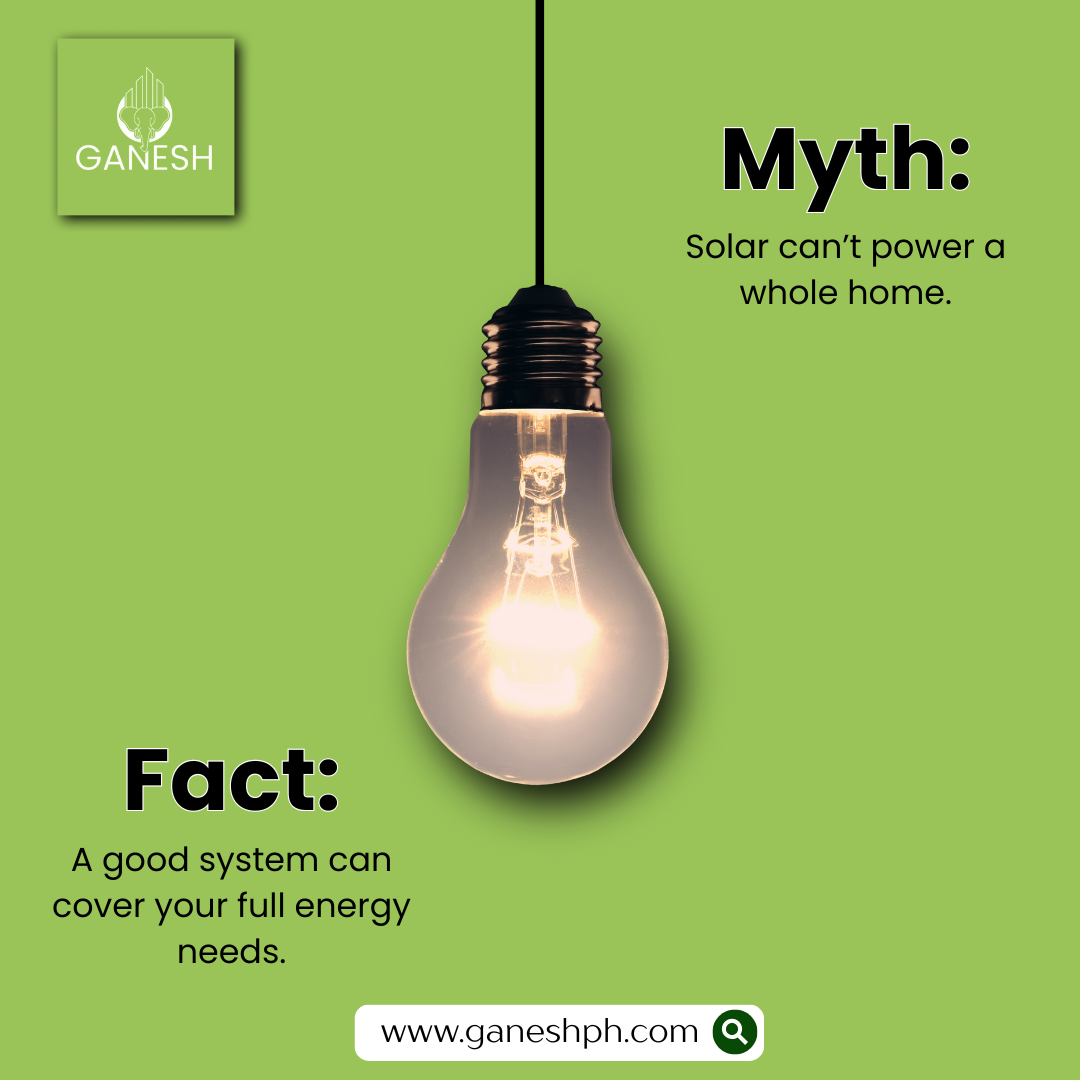 GANESH
Myth:
Solar can’t power a
whole home.
Fact:
A good system can
cover your full energy
needs.
www.ganeshph.com